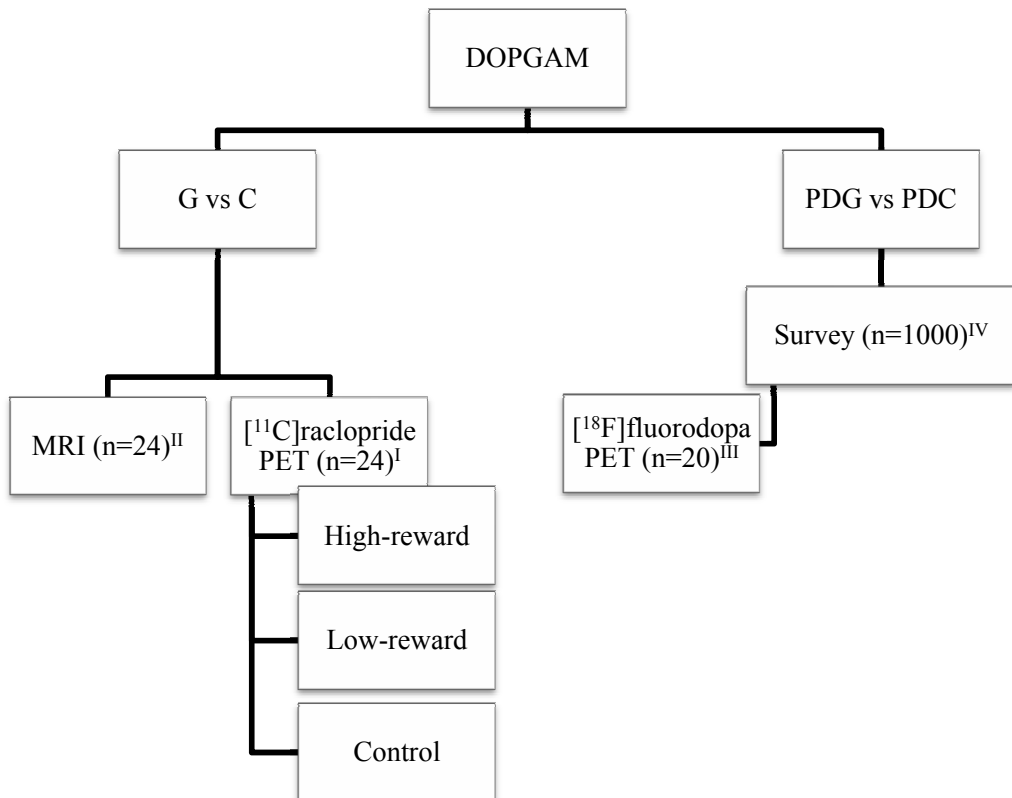 DOPGAM
G vs C
PDG vs PDC
Survey (n=1000)ᴵⱽ
MRI (n=24)ᴵᴵ
[¹¹C]raclopride
PET (n=24)ᴵ
[¹⁸F]fluorodopa
PET (n=20)ᴵᴵᴵ
High-reward
Low-reward
Control